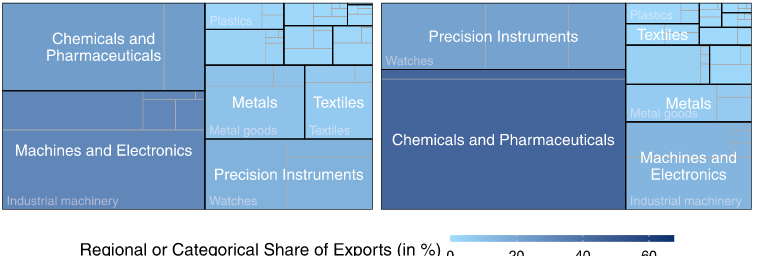 Chemicals and
Pharmaceuticals
Machines and Electronics
Industrial machinery
Plastics
Metals
Metal goods
Textiles
Textiles
Precision Instruments
Watches
Precision Instruments
Watches
Chemicals and Pharmaceuticals
Plastics
Textiles
Metals
Metal goods
Machines and
Electronics
Industrial machinery
Regional or Categorical Share of Exports (in %)
0 20 40 60